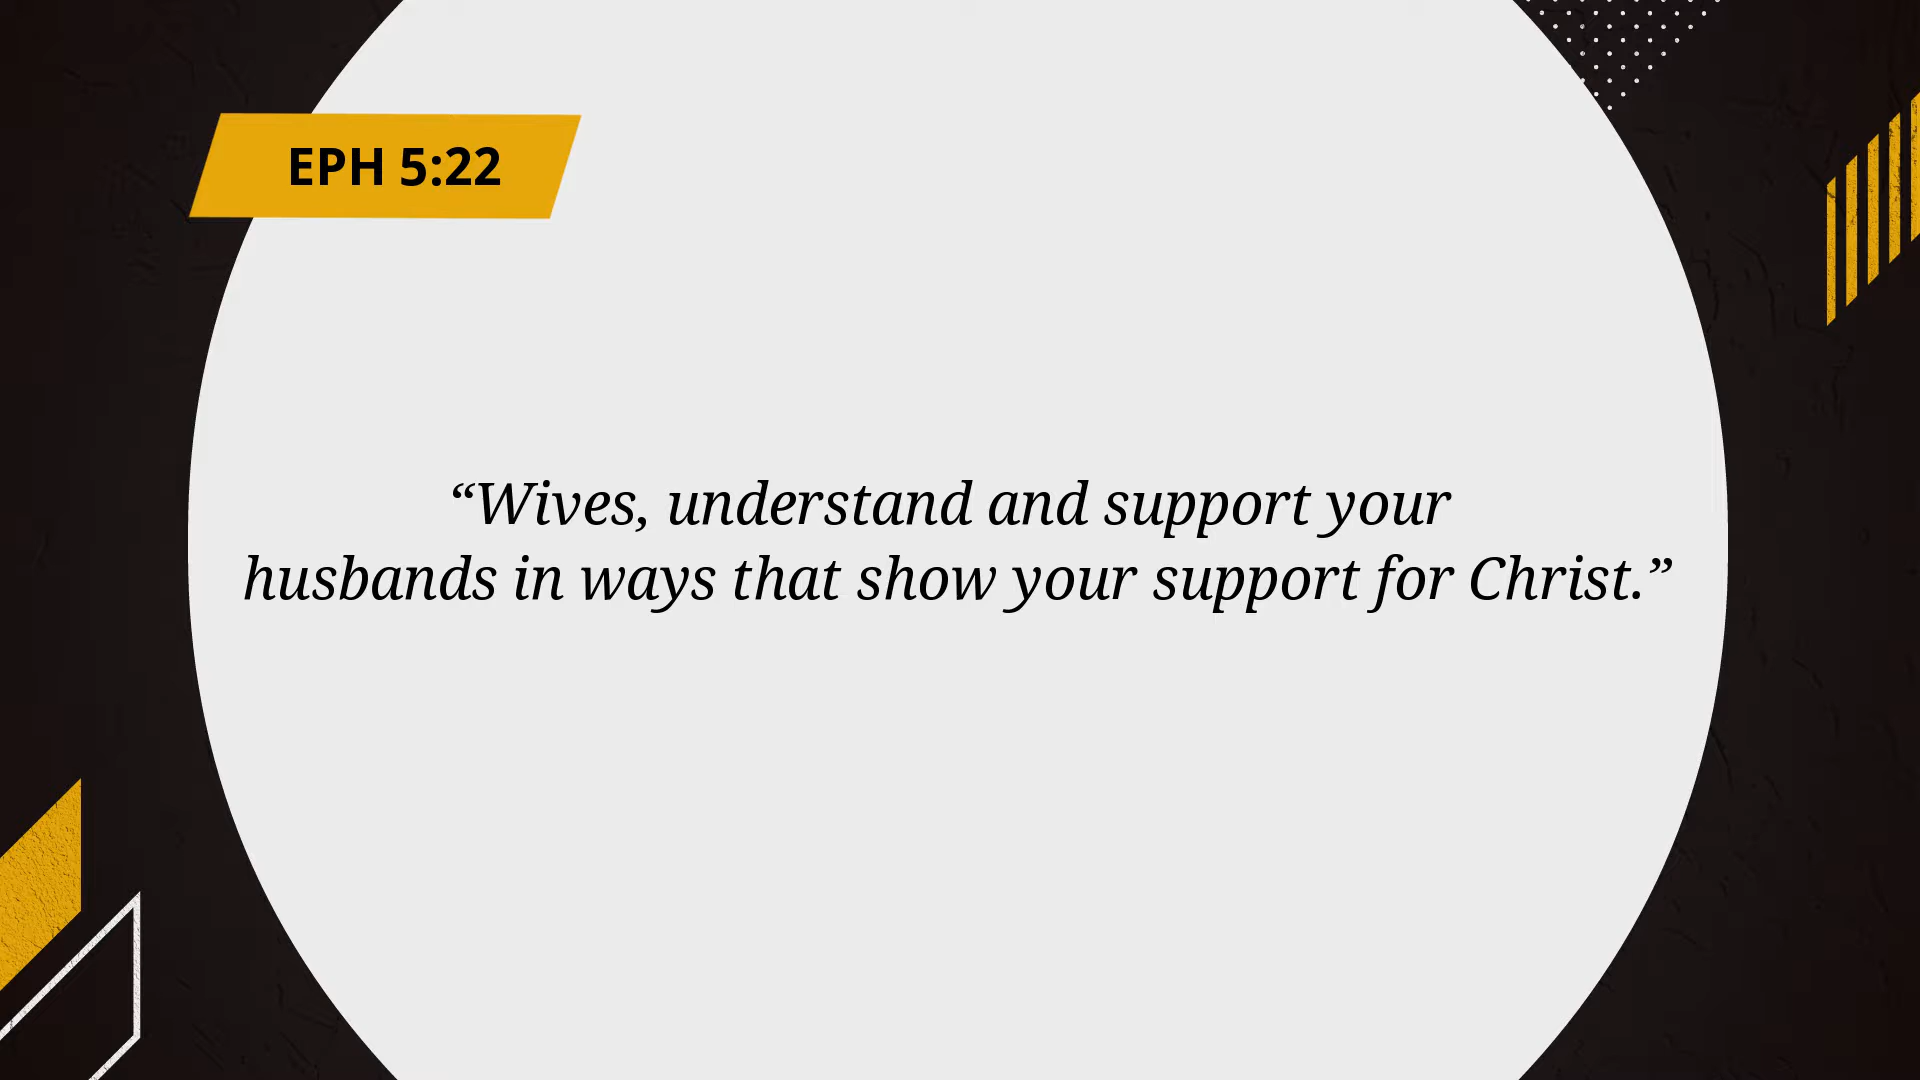 EPH 5:22
“Wives, understand and support your
husbands in ways that show your support for Christ.”